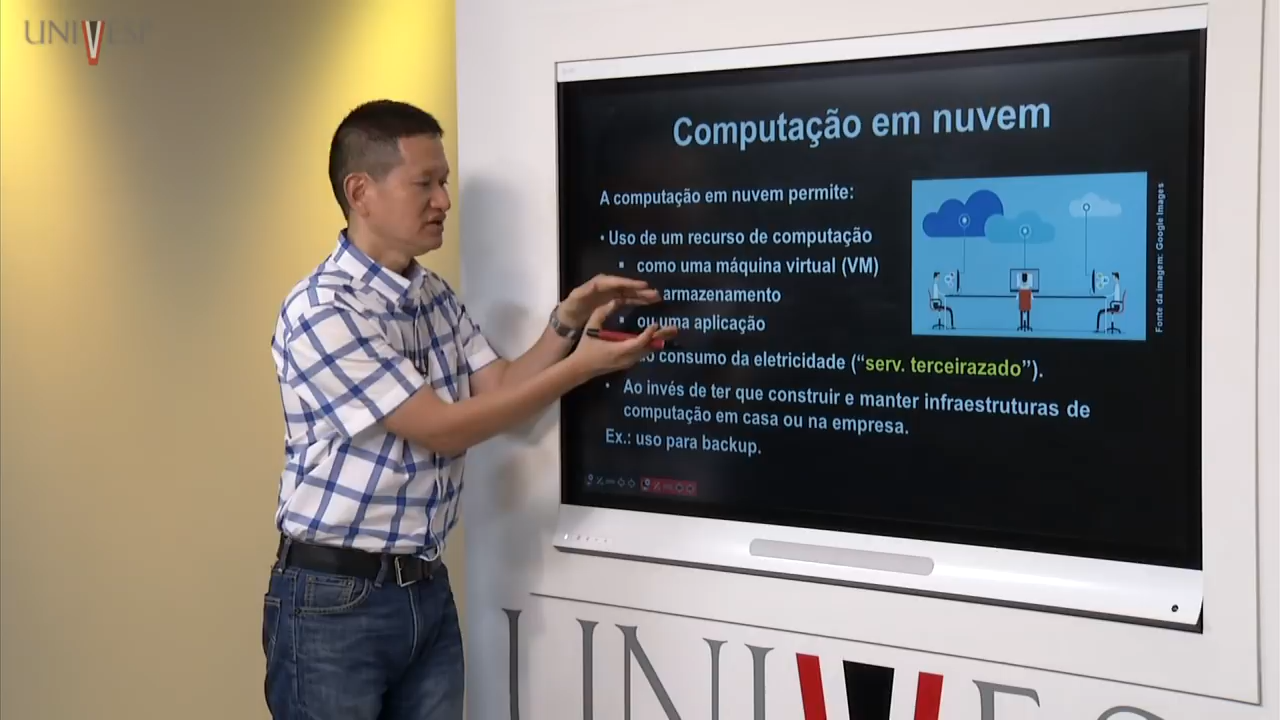 UNIVESP
Computação em nuvem
A computação em nuvem permite:
• Uso de um recurso de computação
▪ como uma máquina virtual (VM)
armazenamento
▪ ou uma aplicação
consumo da eletricidade (“serv. terceirazado”).
• Ao invés de ter que construir e manter infraestruturas de
computação em casa ou na empresa.
Ex.: uso para backup.
Fonte da imagem: Google Images
UNIVESP